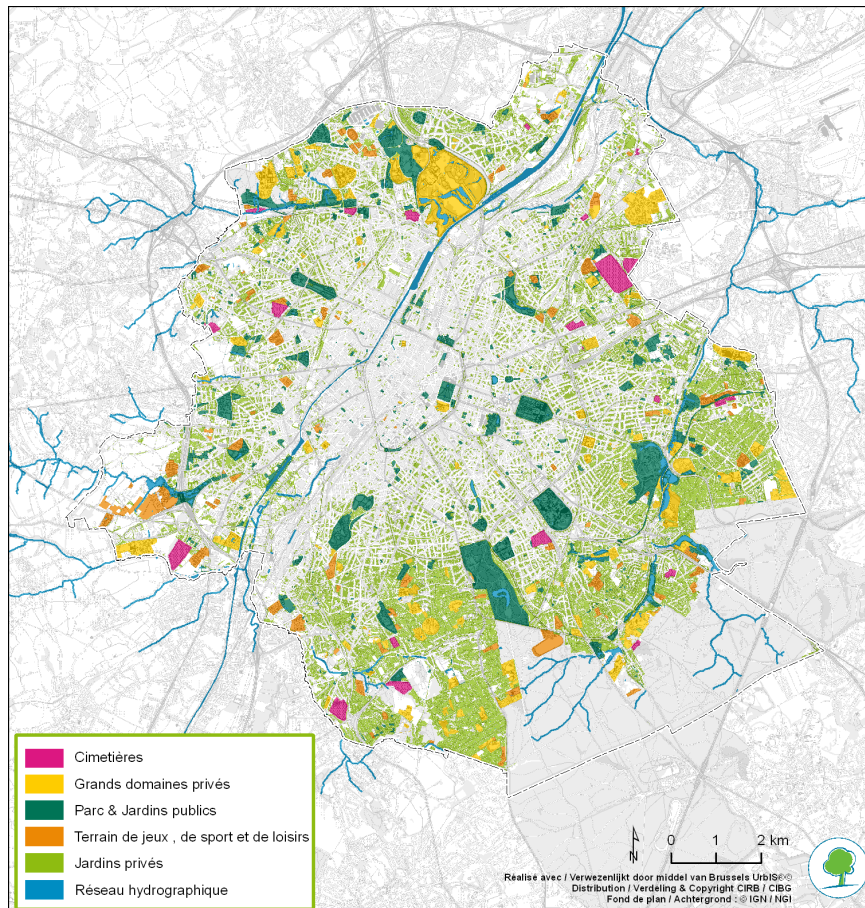 Cimetières
Grands domaines privés
Parc & Jardins publics
Terrain de jeux , de sport et de loisirs
Jardins privés
Réseau hydrographique
N
0 1 2 km
Réalisé avec / Verwezenlijkt door middel van Brussels UrbIS©©
Distribution / Verdeling & Copyright CIRB / CIBG
Fond de plan / Achtergrond : © IGN / NGI